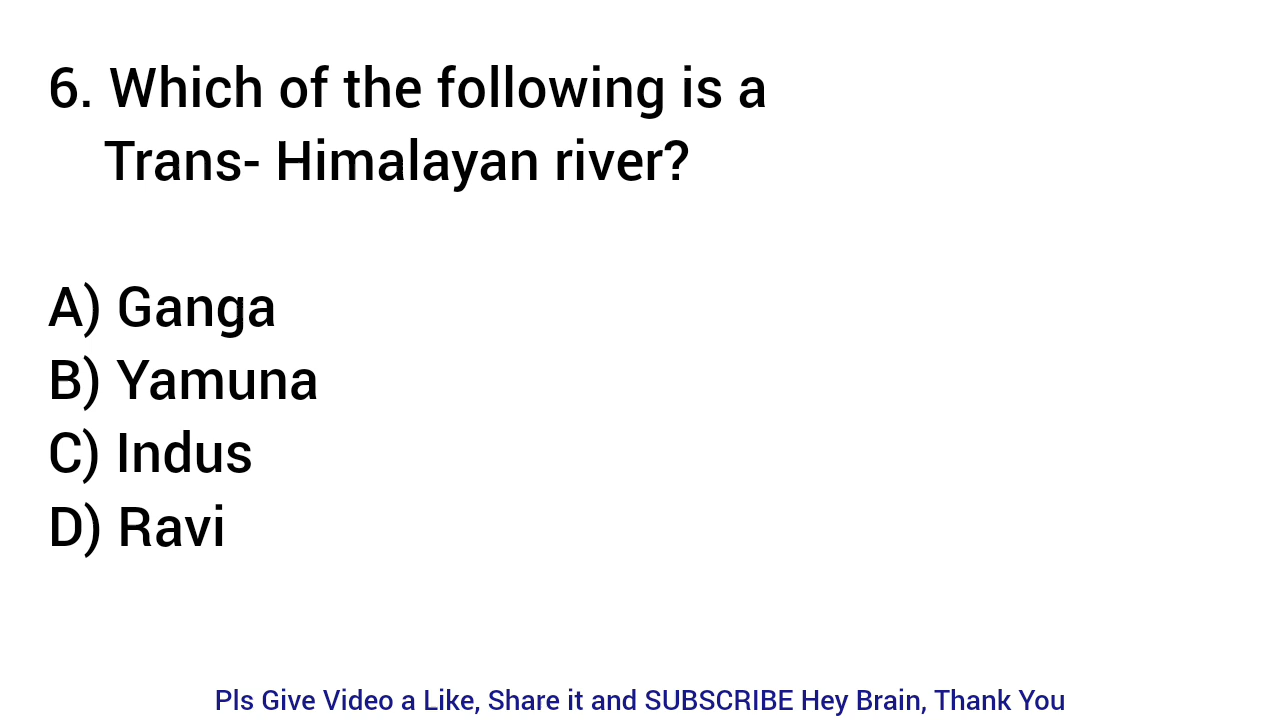 6. Which of the following is a
Trans- Himalayan river?
A) Ganga
B) Yamuna
C) Indus
D) Ravi
Pls Give Video a Like, Share it and SUBSCRIBE Hey Brain, Thank You